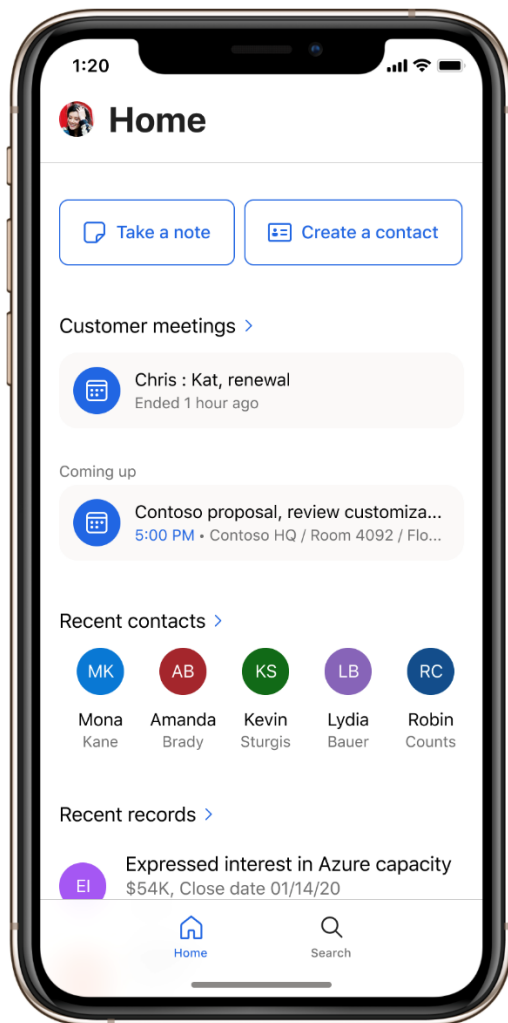 1:20
Home
Take a note
Create a contact
Customer meetings
Chris : Kat, renewal
Ended 1 hour ago
Coming up
Contoso proposal, review customiza...
5:00 PM • Contoso HQ / Room 4092 / Flo...
Recent contacts
MK AB KS LB RC
Mona Amanda Kevin Lydia Robin
Kane Brady Sturgis Bauer Counts
Recent records
Expressed interest in Azure capacity
EI
$54K, Close date 01/14/20
Home Search